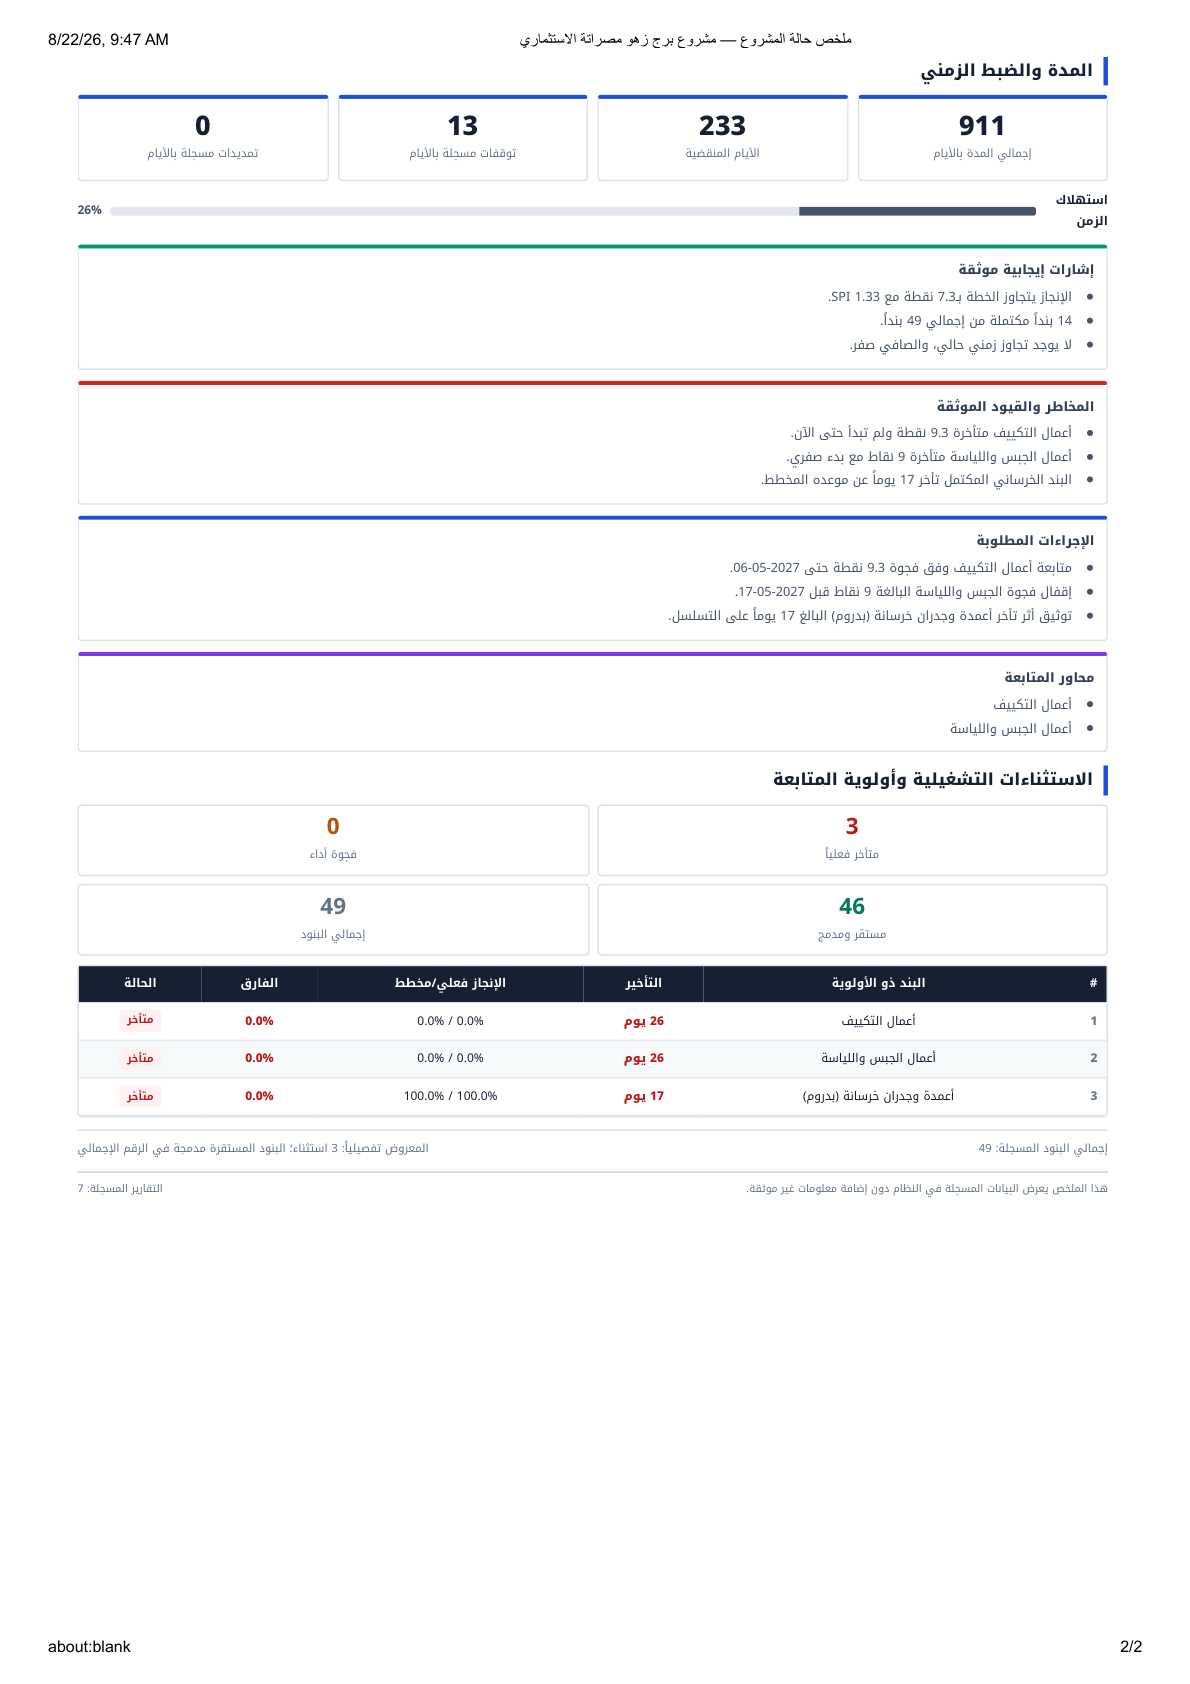 8/22/26, 9:47 AM
ملخص حالة المشروع — مشروع برج زهو مصراتة الاستثماري
المدة والضبط الزمني
911
إجمالي المدة بالأيام
233
الأيام المنقضية
13
توقفات مسجلة بالأيام
0
تمديدات مسجلة بالأيام
استهلاك
الزمن
26%
إشارات إيجابية موثقة
● الإنجاز يتجاوز الخطة بـ7.3 نقطة مع SPI 1.33.
● 14 بنداً مكتملة من إجمالي 49 بنداً.
● لا يوجد تجاوز زمني حالي، والصافي صفر.
المخاطر والقيود الموثقة
● أعمال التكييف متأخرة 9.3 نقطة ولم تبدأ حتى الآن.
● أعمال الجبس واللياسة متأخرة 9 نقاط مع بدء صفري.
● البند الخرساني المكتمل تأخر 17 يوماً عن موعده المخطط.
الإجراءات المطلوبة
● متابعة أعمال التكييف وفق فجوة 9.3 نقطة حتى 2027-05-06.
● إقفال فجوة الجبس واللياسة البالغة 9 نقاط قبل 2027-05-17.
● توثيق أثر تأخر أعمدة وجدران خرسانة (بدروم) البالغ 17 يوماً على التسلسل.
محاور المتابعة
● أعمال التكييف
● أعمال الجبس واللياسة
الاستثناءات التشغيلية وأولوية المتابعة
3
متأخر فعلياً
0
فجوة أداء
46
مستقر ومدمج
49
إجمالي البنود
# البند ذو الأولوية التأخير الإنجاز فعلي/مخطط الفارق الحالة
1 أعمال التكييف 26 يوم 0.0% / 0.0% 0.0% متأخر
2 أعمال الجبس واللياسة 26 يوم 0.0% / 0.0% 0.0% متأخر
3 أعمدة وجدران خرسانة (بدروم) 17 يوم 100.0% / 100.0% 0.0% متأخر
إجمالي البنود المسجلة: 49
المعروض تفصيلياً: 3 استثناء؛ البنود المستقرة مدمجة في الرقم الإجمالي
هذا الملخص يعرض البيانات المسجلة في النظام دون إضافة معلومات غير موثقة.
التقارير المسجلة: 7
about:blank
2/2